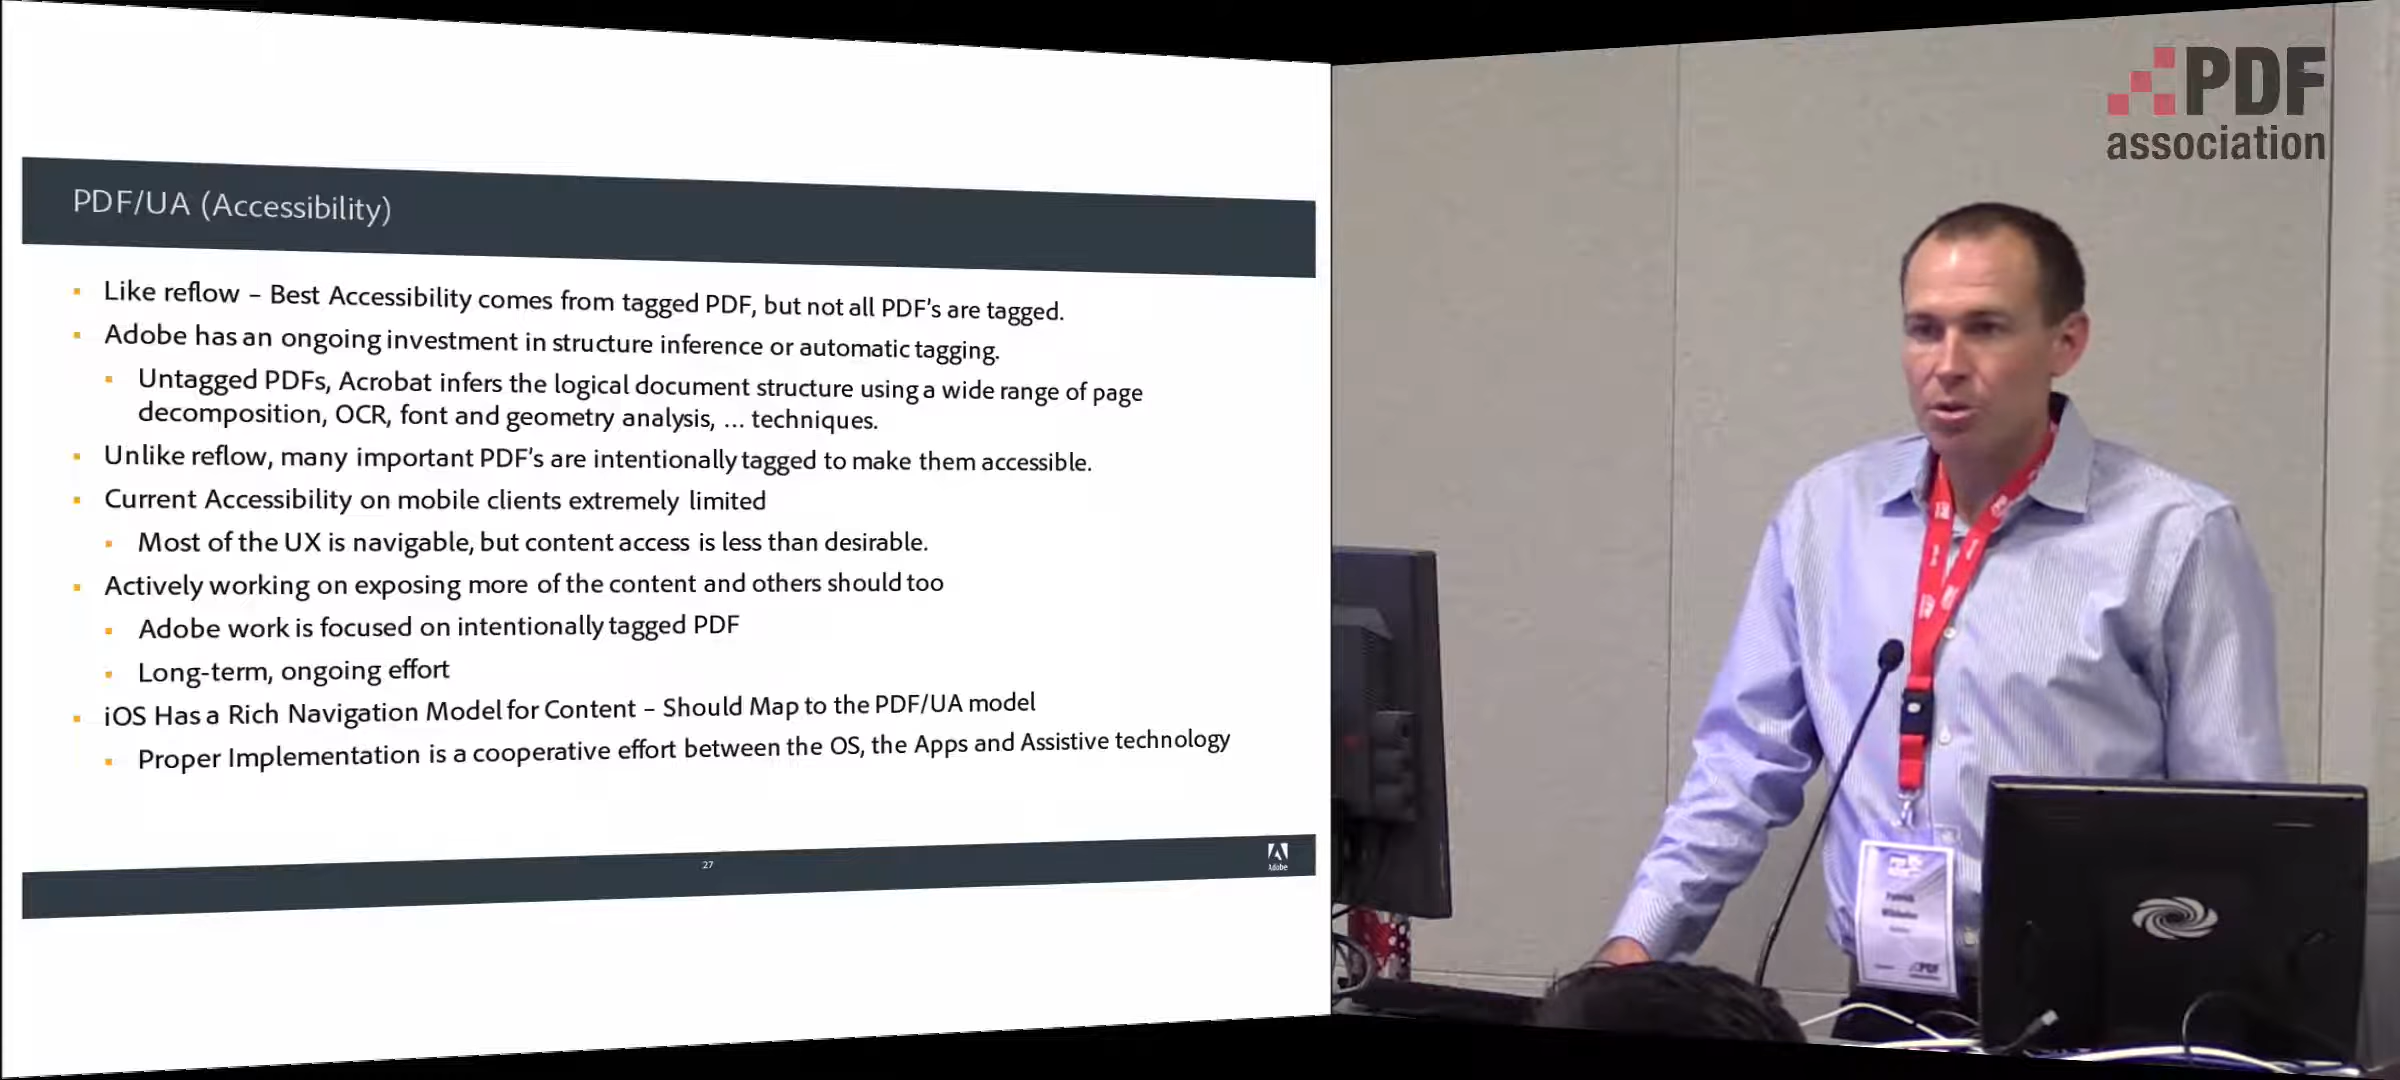 PDF/UA (Accessibility)
Like reflow – Best Accessibility comes from tagged PDF, but not all PDF's are tagged.
Adobe has an ongoing investment in structure inference or automatic tagging.
Untagged PDFs, Acrobat infers the logical document structure using a wide range of page
decomposition, OCR, font and geometry analysis, ... techniques.
Unlike reflow, many important PDF's are intentionally tagged to make them accessible.
Current Accessibility on mobile clients extremely limited
Most of the UX is navigable, but content access is less than desirable.
Actively working on exposing more of the content and others should too
Adobe work is focused on intentionally tagged PDF
Long-term, ongoing effort
iOS Has a Rich Navigation Model for Content – Should Map to the PDF/UA model
Proper Implementation is a cooperative effort between the OS, the Apps and Assistive technology
27
Adobe
PDF
association
Patrick
PDF